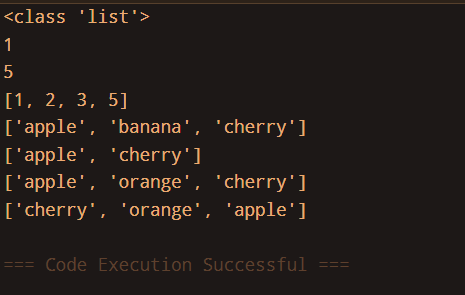 <class 'list'>
1
5
[1, 2, 3, 5]
['apple', 'banana', 'cherry']
['apple', 'cherry']
['apple', 'orange', 'cherry']
['cherry', 'orange', 'apple']
=== Code Execution Successful ===